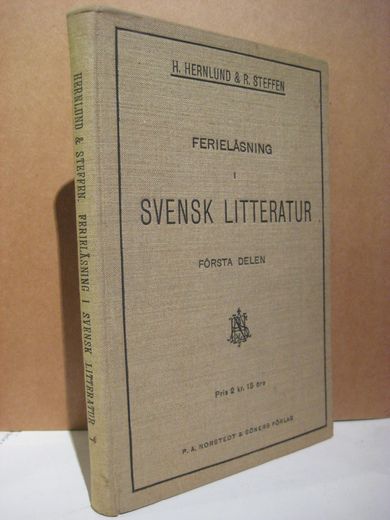 H. HERNLUND & R. STEFFEN
FERIELÄSNING
I
SVENSK LITTERATUR
FÖRSTA DELEN
Pris 2 kr. 15 öre
P. A. NORSTEDT & SÖNERS FÖRLAG
HERNLUND & STEFFEN. FERIELÄSNING I SVENSK LITTERATUR